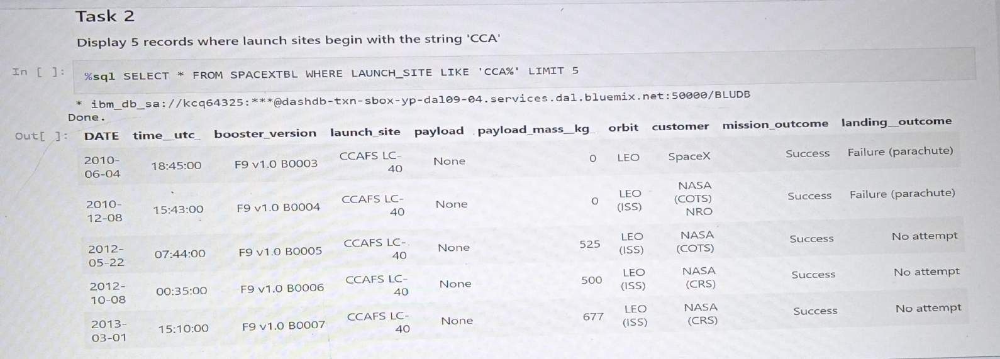 Task 2
Display 5 records where launch sites begin with the string 'CCA'
In [ ]: %sql SELECT * FROM SPACEXTBL WHERE LAUNCH_SITE LIKE 'CCA%' LIMIT 5
* ibm_db_sa://kcq64325:***@dashdb-txn-sbox-yp-dal09-04.services.dal.bluemix.net:50000/BLUDB
Done.
Out[ ]: DATE time__utc_ booster_version launch_site payload payload_mass__kg_ orbit customer mission_outcome landing__outcome
2010-06-04 18:45:00 F9 v1.0 B0003 CCAFS LC-40 None 0 LEO SpaceX Success Failure (parachute)
2010-12-08 15:43:00 F9 v1.0 B0004 CCAFS LC-40 None 0 LEO (ISS) NASA (COTS) NRO Success Failure (parachute)
2012-05-22 07:44:00 F9 v1.0 B0005 CCAFS LC-40 None 525 LEO (ISS) NASA (COTS) Success No attempt
2012-10-08 00:35:00 F9 v1.0 B0006 CCAFS LC-40 None 500 LEO (ISS) NASA (CRS) Success No attempt
2013-03-01 15:10:00 F9 v1.0 B0007 CCAFS LC-40 None 677 LEO (ISS) NASA (CRS) Success No attempt